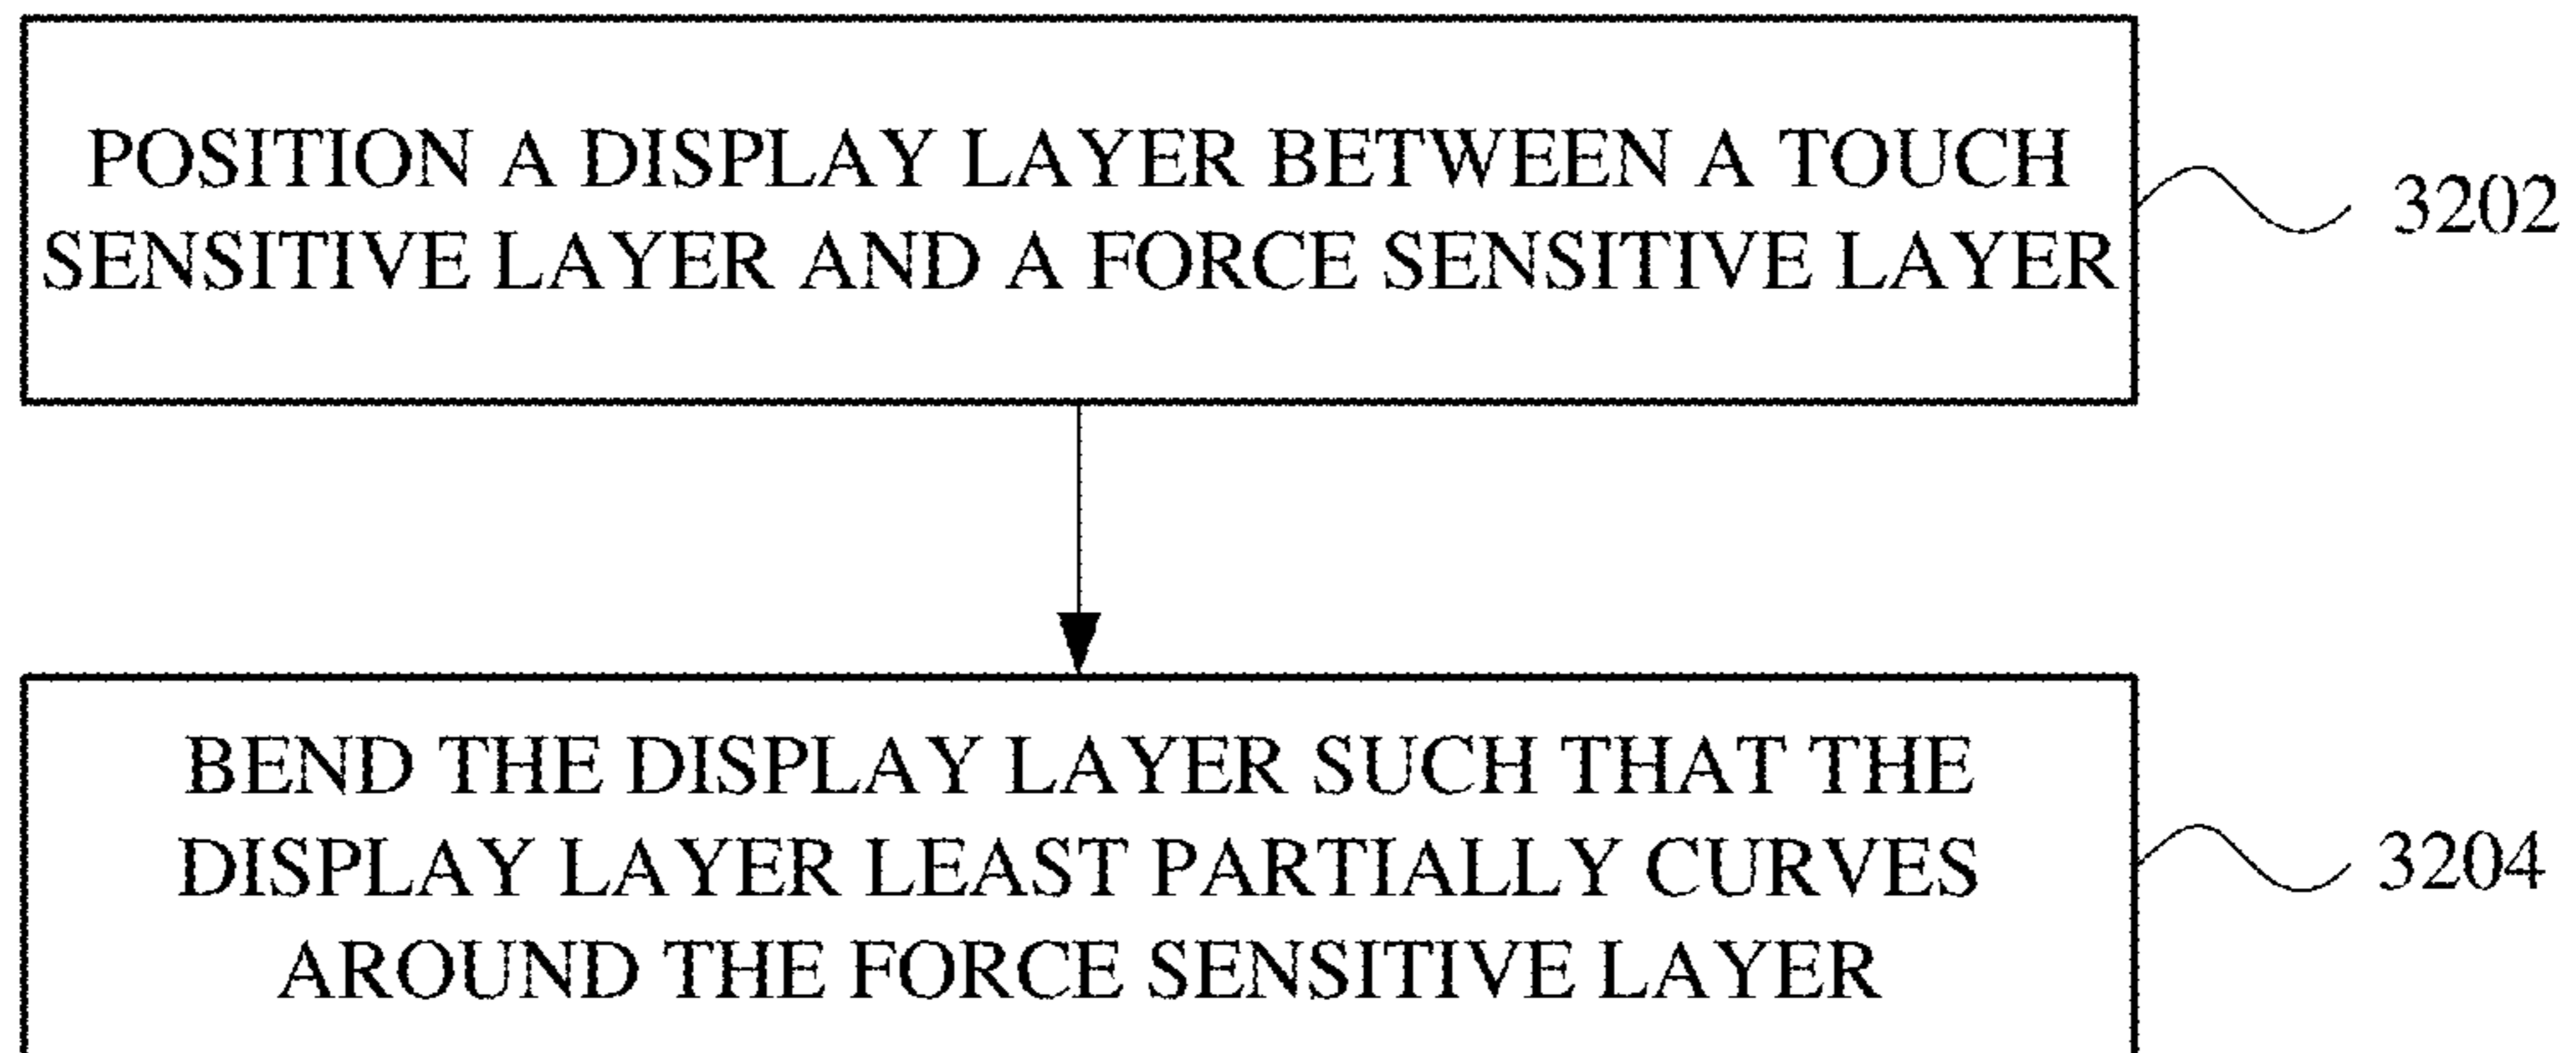 POSITION A DISPLAY LAYER BETWEEN A TOUCH
SENSITIVE LAYER AND A FORCE SENSITIVE LAYER
3202
BEND THE DISPLAY LAYER SUCH THAT THE
DISPLAY LAYER LEAST PARTIALLY CURVES
AROUND THE FORCE SENSITIVE LAYER
3204